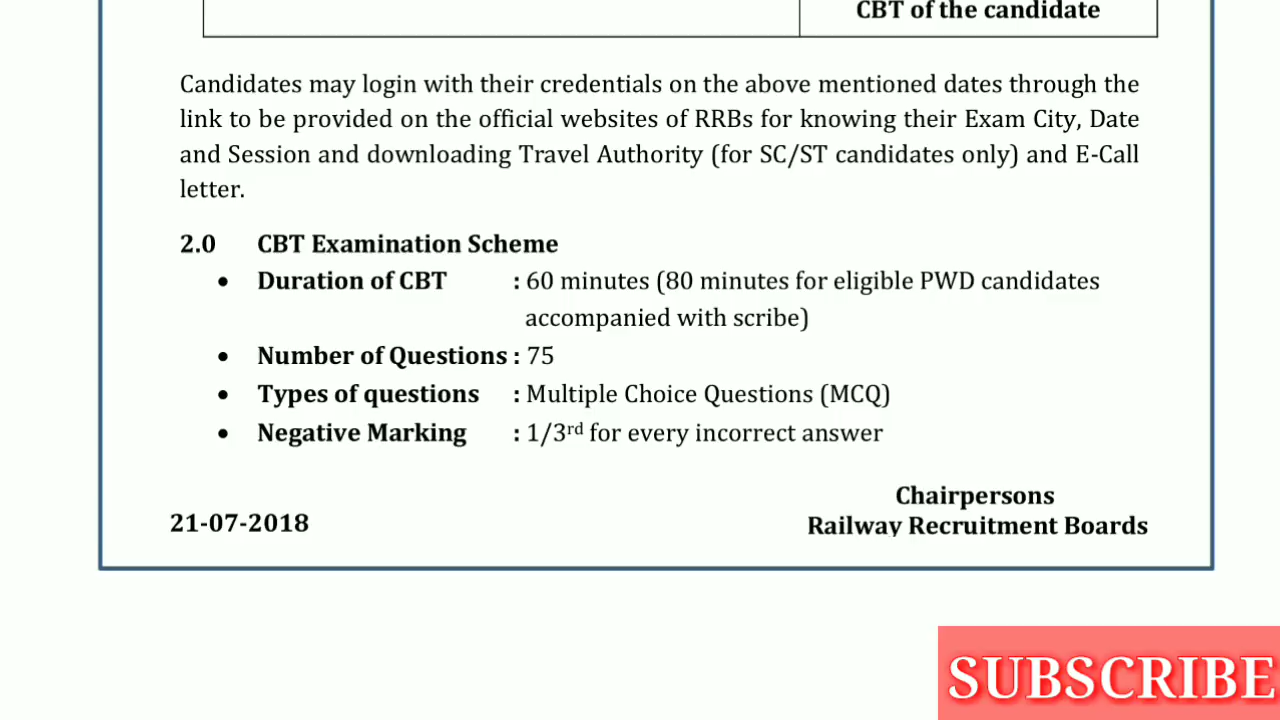 CBT of the candidate
Candidates may login with their credentials on the above mentioned dates through the
link to be provided on the official websites of RRBs for knowing their Exam City, Date
and Session and downloading Travel Authority (for SC/ST candidates only) and E-Call
letter.
2.0 CBT Examination Scheme
• Duration of CBT : 60 minutes (80 minutes for eligible PWD candidates
accompanied with scribe)
• Number of Questions : 75
• Types of questions : Multiple Choice Questions (MCQ)
• Negative Marking : 1/3rd for every incorrect answer
Chairpersons
21-07-2018 Railway Recruitment Boards
SUBSCRIBE